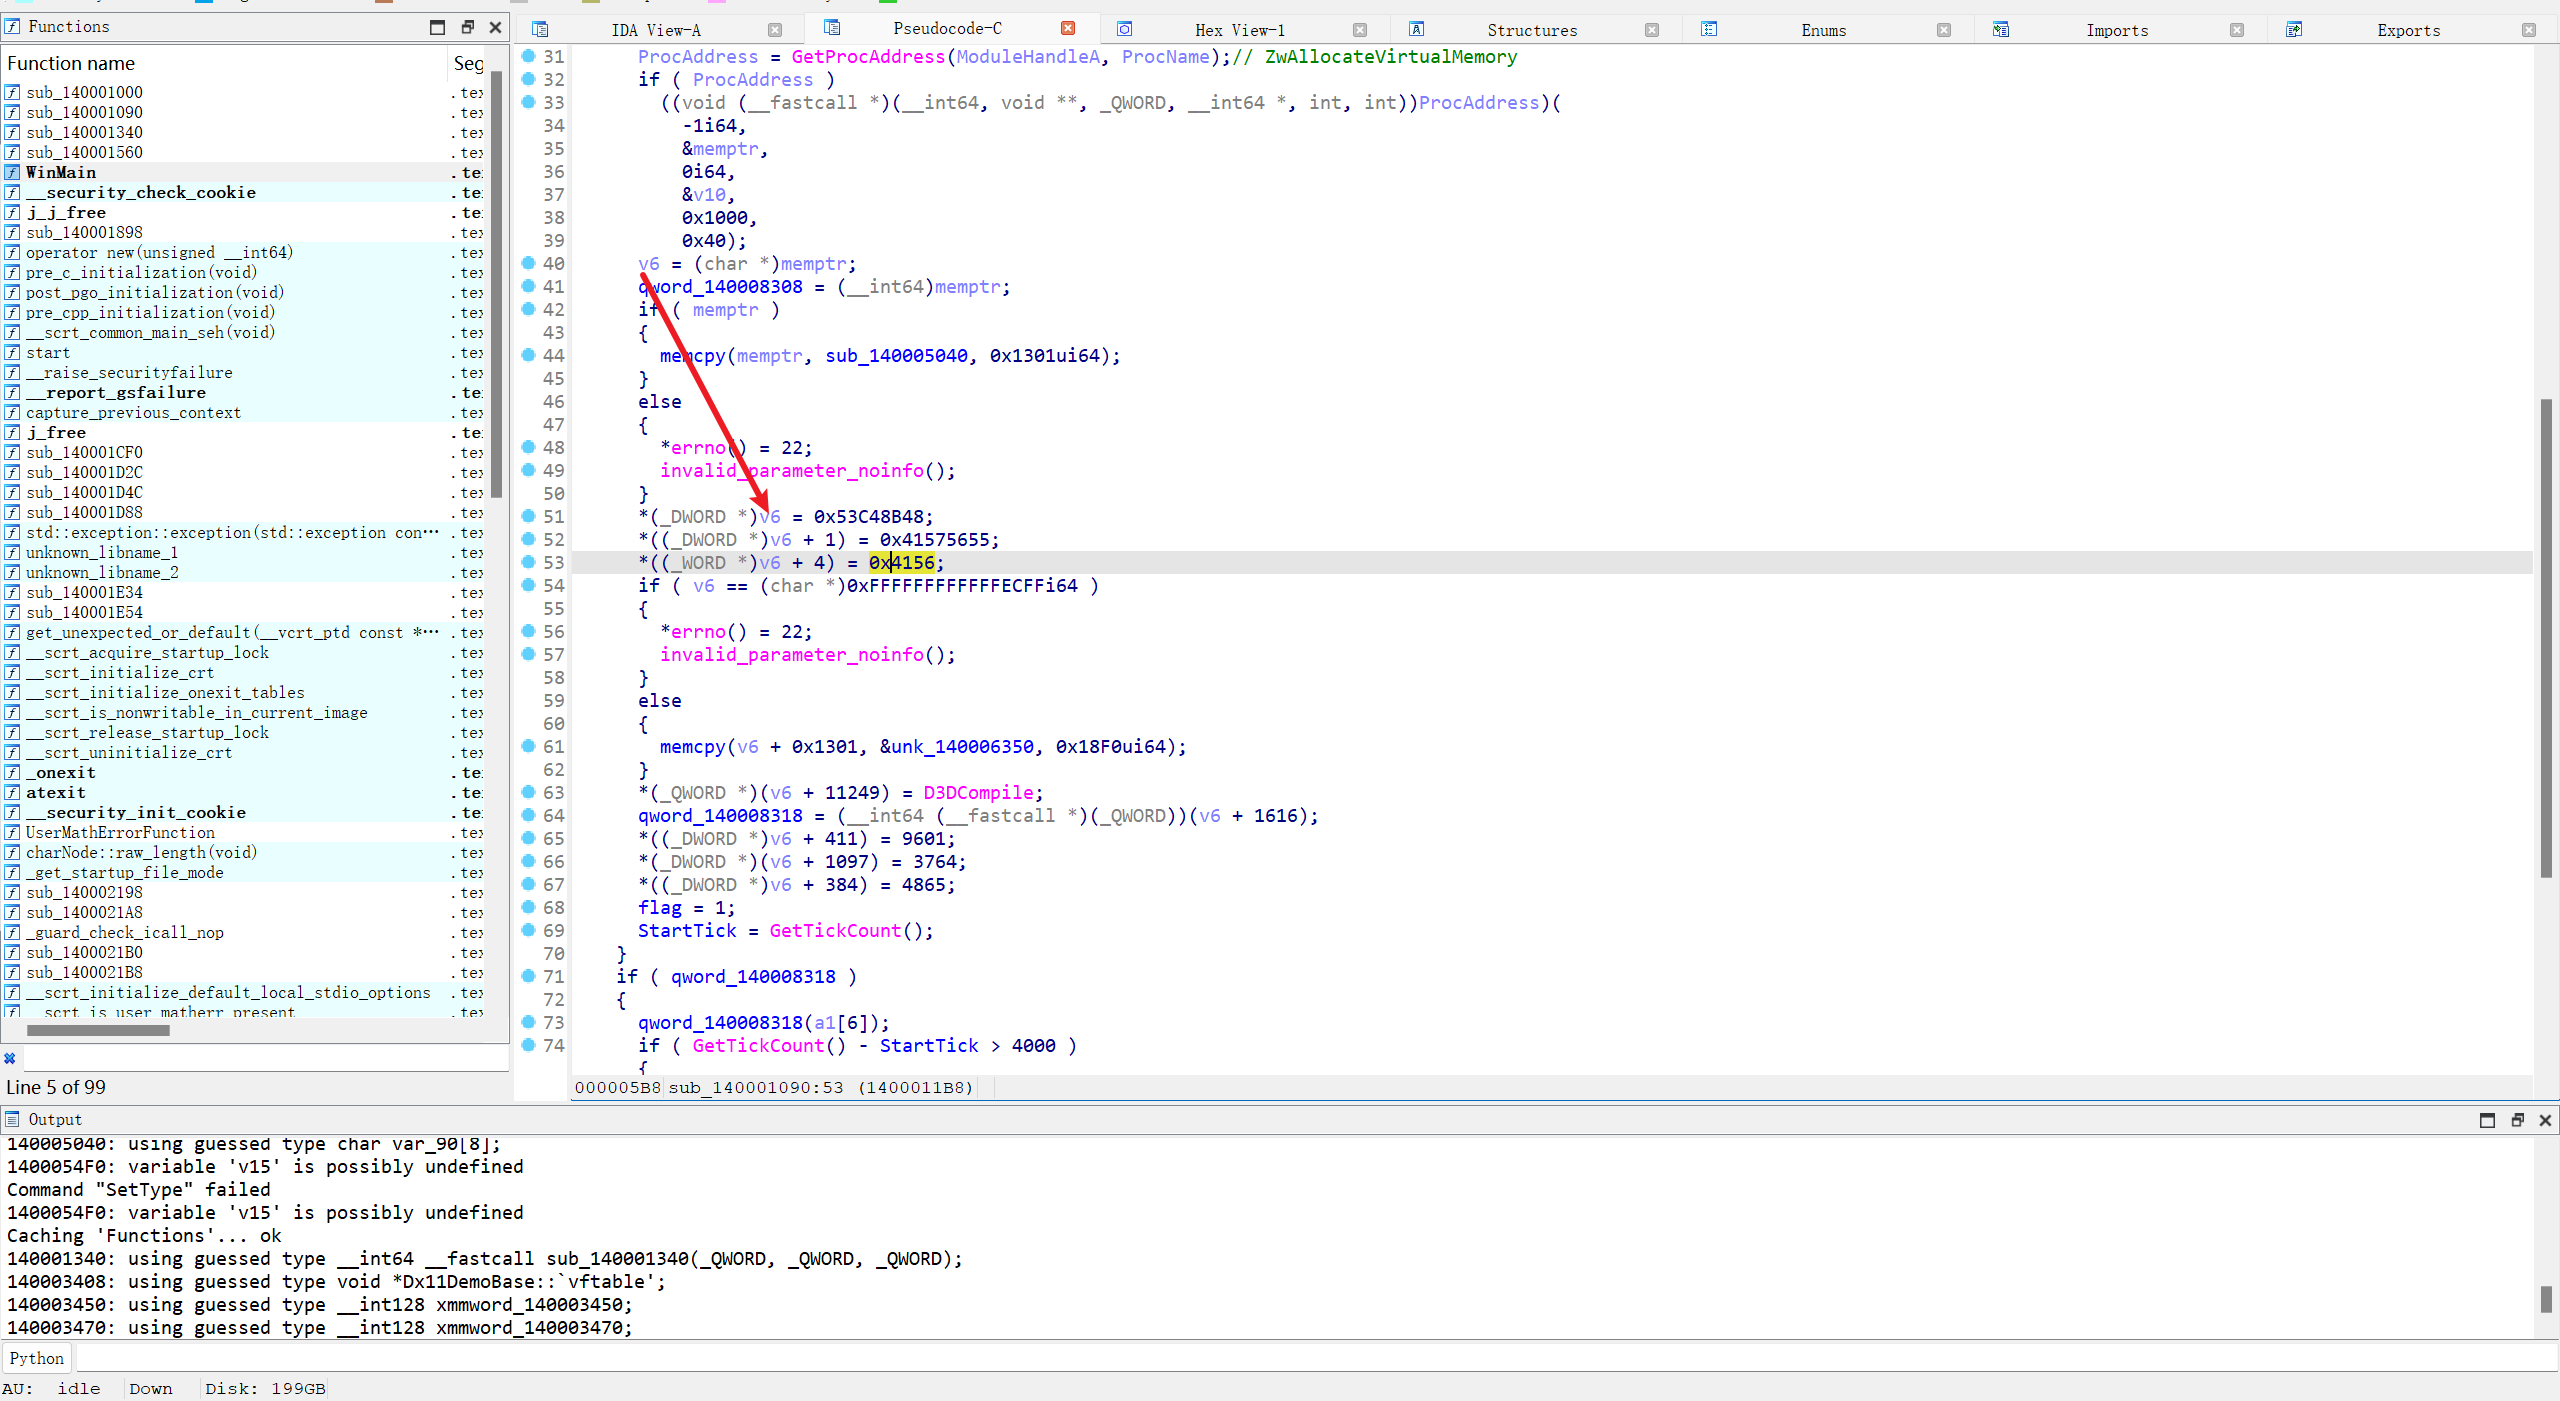 Functions
Function name Seg
sub_140001000 .tex
sub_140001090 .tex
sub_140001340 .tex
sub_140001560 .tex
WinMain .te
__security_check_cookie .te
j_j_free .te
sub_140001898 .tex
operator new(unsigned __int64) .tex
pre_c_initialization(void) .tex
post_pgo_initialization(void) .tex
pre_cpp_initialization(void) .tex
__scrt_common_main_seh(void) .tex
start .tex
__raise_securityfailure .tex
__report_gsfailure .te
capture_previous_context .tex
j_free .te
sub_140001CF0 .tex
sub_140001D2C .tex
sub_140001D4C .tex
sub_140001D88 .tex
std::exception::exception(std::exception con… .tex
unknown_libname_1 .tex
unknown_libname_2 .tex
sub_140001E34 .tex
sub_140001E54 .tex
get_unexpected_or_default(__vcrt_ptd const *… .tex
__scrt_acquire_startup_lock .tex
__scrt_initialize_crt .tex
__scrt_initialize_onexit_tables .tex
__scrt_is_nonwritable_in_current_image .tex
__scrt_release_startup_lock .tex
__scrt_uninitialize_crt .tex
_onexit .te
atexit .te
__security_init_cookie .te
UserMathErrorFunction .tex
charNode::raw_length(void) .tex
_get_startup_file_mode .tex
sub_140002198 .tex
sub_1400021A8 .tex
_guard_check_icall_nop .tex
sub_1400021B0 .tex
sub_1400021B8 .tex
__scrt_initialize_default_local_stdio_options .tex
__scrt_is_user_matherr_present .tex
Line 5 of 99
IDA View-A Pseudocode-C Hex View-1 Structures Enums Imports Exports
31 ProcAddress = GetProcAddress(ModuleHandleA, ProcName);// ZwAllocateVirtualMemory
32 if ( ProcAddress )
33 ((void (__fastcall *)(__int64, void **, _QWORD, __int64 *, int, int))ProcAddress)(
34 -1i64,
35 &memptr,
36 0i64,
37 &v10,
38 0x1000,
39 0x40);
40 v6 = (char *)memptr;
41 qword_140008308 = (__int64)memptr;
42 if ( memptr )
43 {
44 memcpy(memptr, sub_140005040, 0x1301ui64);
45 }
46 else
47 {
48 *errno() = 22;
49 invalid_parameter_noinfo();
50 }
51 *(_DWORD *)v6 = 0x53C48B48;
52 *((_DWORD *)v6 + 1) = 0x41575655;
53 *((_WORD *)v6 + 4) = 0x4156;
54 if ( v6 == (char *)0xFFFFFFFFFFFFECFFi64 )
55 {
56 *errno() = 22;
57 invalid_parameter_noinfo();
58 }
59 else
60 {
61 memcpy(v6 + 0x1301, &unk_140006350, 0x18F0ui64);
62 }
63 *(_QWORD *)(v6 + 11249) = D3DCompile;
64 qword_140008318 = (__int64 (__fastcall *)(_QWORD))(v6 + 1616);
65 *((_DWORD *)v6 + 411) = 9601;
66 *(_DWORD *)(v6 + 1097) = 3764;
67 *((_DWORD *)v6 + 384) = 4865;
68 flag = 1;
69 StartTick = GetTickCount();
70 }
71 if ( qword_140008318 )
72 {
73 qword_140008318(a1[6]);
74 if ( GetTickCount() - StartTick > 4000 )
{
000005B8 sub_140001090:53 (1400011B8)
Output
140005040: using guessed type char var_90[8];
1400054F0: variable 'v15' is possibly undefined
Command "SetType" failed
1400054F0: variable 'v15' is possibly undefined
Caching 'Functions'... ok
140001340: using guessed type __int64 __fastcall sub_140001340(_QWORD, _QWORD, _QWORD);
140003408: using guessed type void *Dx11DemoBase::`vftable';
140003450: using guessed type __int128 xmmword_140003450;
140003470: using guessed type __int128 xmmword_140003470;
Python
AU: idle Down Disk: 199GB